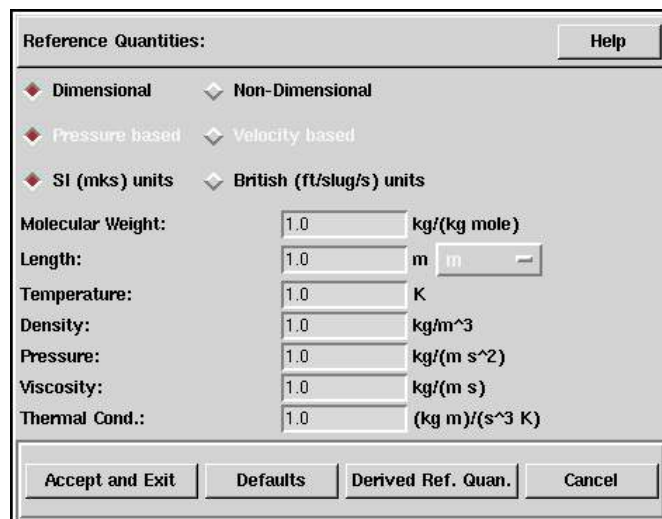 Reference Quantities: Help
Dimensional Non-Dimensional
Pressure based Velocity based
SI (mks) units British (ft/slug/s) units
Molecular Weight: 1.0 kg/(kg mole)
Length: 1.0 m m
Temperature: 1.0 K
Density: 1.0 kg/m^3
Pressure: 1.0 kg/(m s^2)
Viscosity: 1.0 kg/(m s)
Thermal Cond.: 1.0 (kg m)/(s^3 K)
Accept and Exit Defaults Derived Ref. Quan. Cancel